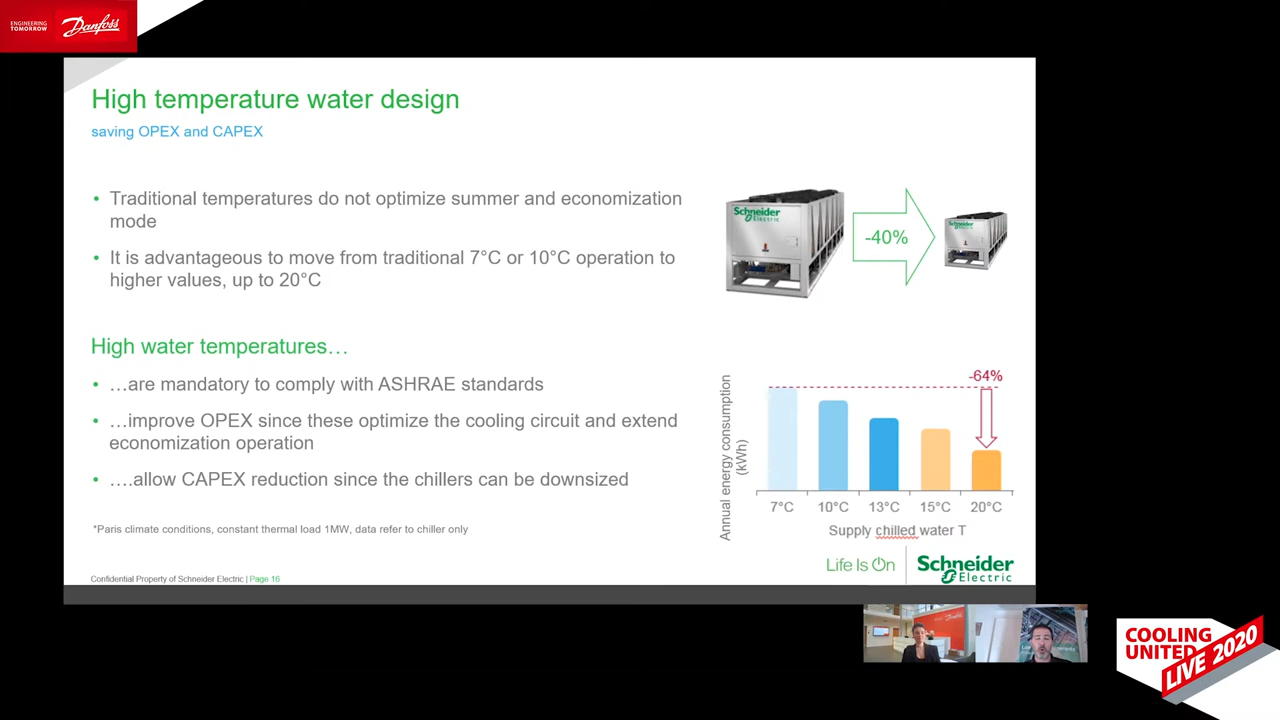 ENGINEERING
TOMORROW
Danfoss
High temperature water design
saving OPEX and CAPEX
• Traditional temperatures do not optimize summer and economization
mode
• It is advantageous to move from traditional 7°C or 10°C operation to
higher values, up to 20°C
Schneider
Electric
-40%
Schneider
Electric
High water temperatures…
• …are mandatory to comply with ASHRAE standards
• …improve OPEX since these optimize the cooling circuit and extend
economization operation
• ….allow CAPEX reduction since the chillers can be downsized
*Paris climate conditions, constant thermal load 1MW, data refer to chiller only
-64%
Annual energy consumption
(kWh)
7°C 10°C 13°C 15°C 20°C
Supply chilled water T
Confidential Property of Schneider Electric | Page 16
Life Is On
Schneider
Electric
Danfoss
COOLING
UNITED
LIVE 2020